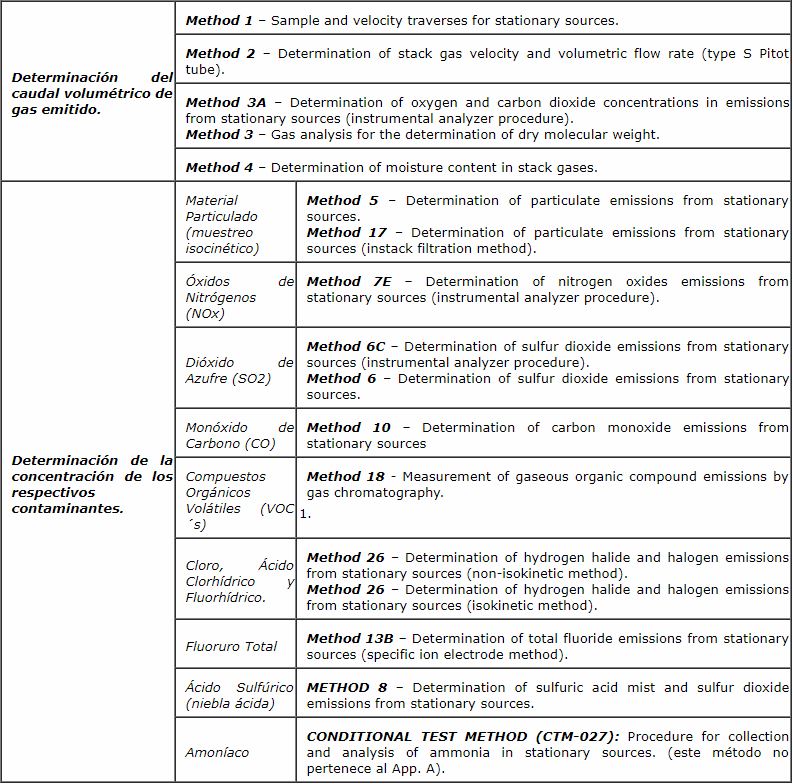 Determinación del
caudal volumétrico de
gas emitido.
Method 1 – Sample and velocity traverses for stationary sources.
Method 2 – Determination of stack gas velocity and volumetric flow rate (type S Pitot
tube).
Method 3A – Determination of oxygen and carbon dioxide concentrations in emissions
from stationary sources (instrumental analyzer procedure).
Method 3 – Gas analysis for the determination of dry molecular weight.
Method 4 – Determination of moisture content in stack gases.
Determinación de la
concentración de los
respectivos
contaminantes.
Material
Particulado
(muestreo
isocinético)
Method 5 – Determination of particulate emissions from stationary
sources.
Method 17 – Determination of particulate emissions from stationary
sources (instack filtration method).
Óxidos de
Nitrógenos
(NOx)
Method 7E – Determination of nitrogen oxides emissions from
stationary sources (instrumental analyzer procedure).
Dióxido de
Azufre (SO2)
Method 6C – Determination of sulfur dioxide emissions from stationary
sources (instrumental analyzer procedure).
Method 6 – Determination of sulfur dioxide emissions from stationary
sources.
Monóxido de
Carbono (CO)
Method 10 – Determination of carbon monoxide emissions from
stationary sources
Compuestos
Orgánicos
Volátiles (VOC
´s)
Method 18 - Measurement of gaseous organic compound emissions by
gas chromatography.
1.
Cloro, Ácido
Clorhídrico y
Fluorhídrico.
Method 26 – Determination of hydrogen halide and halogen emissions
from stationary sources (non-isokinetic method).
Method 26 – Determination of hydrogen halide and halogen emissions
from stationary sources (isokinetic method).
Fluoruro Total
Method 13B – Determination of total fluoride emissions from stationary
sources (specific ion electrode method).
Ácido Sulfúrico
(niebla ácida)
METHOD 8 – Determination of sulfuric acid mist and sulfur dioxide
emissions from stationary sources.
Amoníaco
CONDITIONAL TEST METHOD (CTM-027): Procedure for collection
and analysis of ammonia in stationary sources. (este método no
pertenece al App. A).